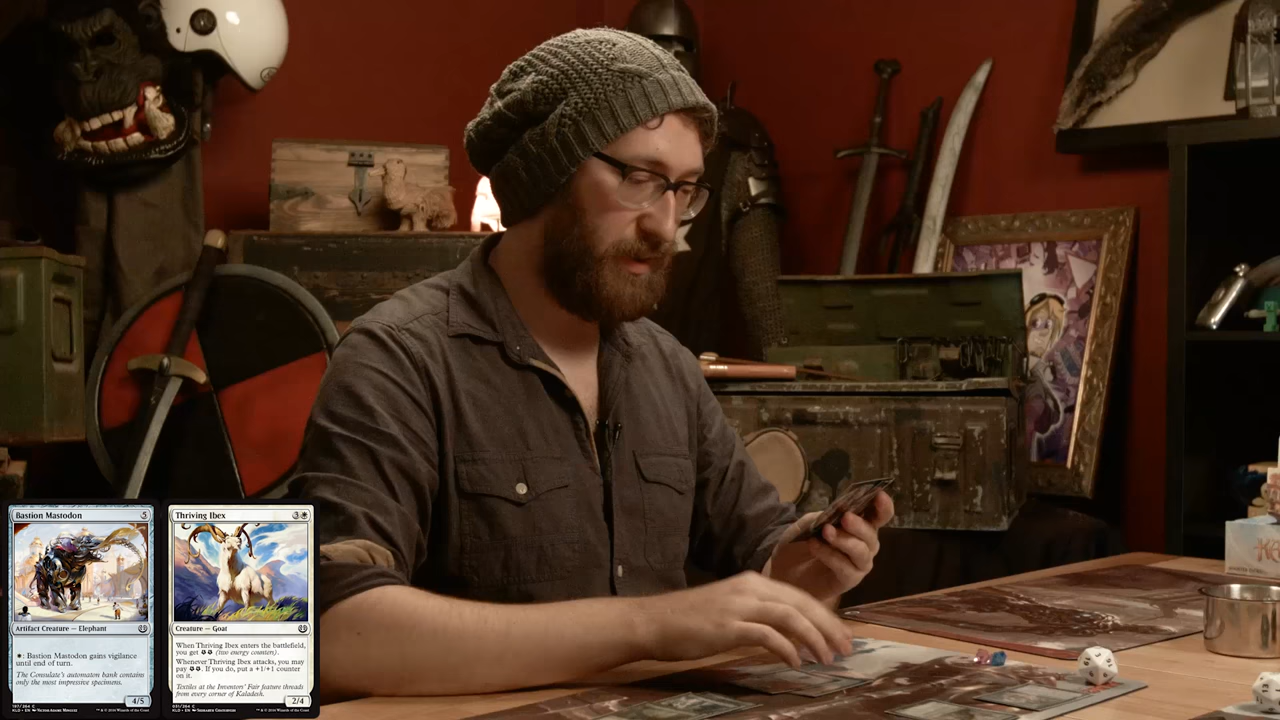 Bastion Mastodon 5
Artifact Creature — Elephant
: Bastion Mastodon gains vigilance
until end of turn.
The Consulate's automaton bank contains
only the most impressive specimens.
4/5
Thriving Ibex 3
Creature — Goat
When Thriving Ibex enters the battlefield,
you get (two energy counters).
Whenever Thriving Ibex attacks, you may
pay . If you do, put a +1/+1 counter
on it.
Textiles at the Inventors' Fair feature threads
from every corner of Kaladesh.
2/4